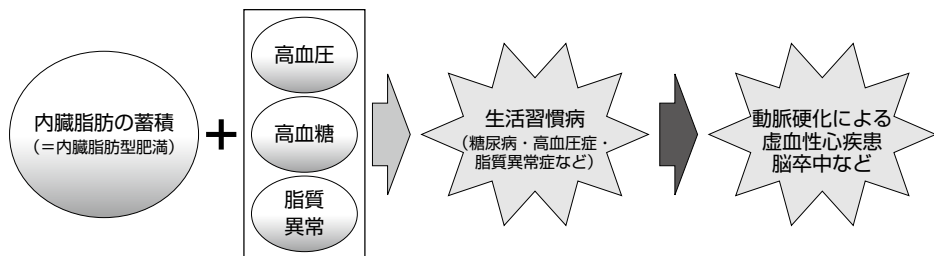 内臓脂肪の蓄積
（＝内臓脂肪型肥満）
+
高血圧
高血糖
脂質
異常
生活習慣病
（糖尿病・高血圧症・
脂質異常症など）
動脈硬化による
虚血性心疾患
脳卒中など